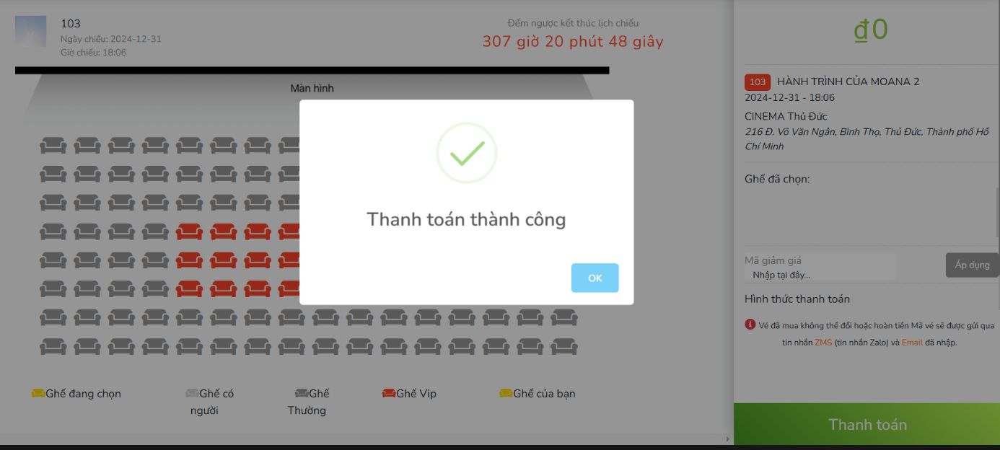 103
Ngày chiếu: 2024-12-31
Giờ chiếu: 18:06
Đếm ngược kết thúc lịch chiếu
307 giờ 20 phút 48 giây
Màn hình
Thanh toán thành công
OK
Ghế đang chọn
Ghế có
người
Ghế
Thường
Ghế Vip
Ghế của bạn
₫0
103 HÀNH TRÌNH CỦA MOANA 2
2024-12-31 - 18:06
CINEMA Thủ Đức
216 Đ. Võ Văn Ngân, Bình Thọ, Thủ Đức, Thành phố Hồ
Chí Minh
Ghế đã chọn:
Mã giảm giá
Nhập tại đây...
Áp dụng
Hình thức thanh toán
Vé đã mua không thể đổi hoặc hoàn tiền Mã vé sẽ được gửi qua
tin nhắn ZMS (tin nhắn Zalo) và Email đã nhập.
Thanh toán